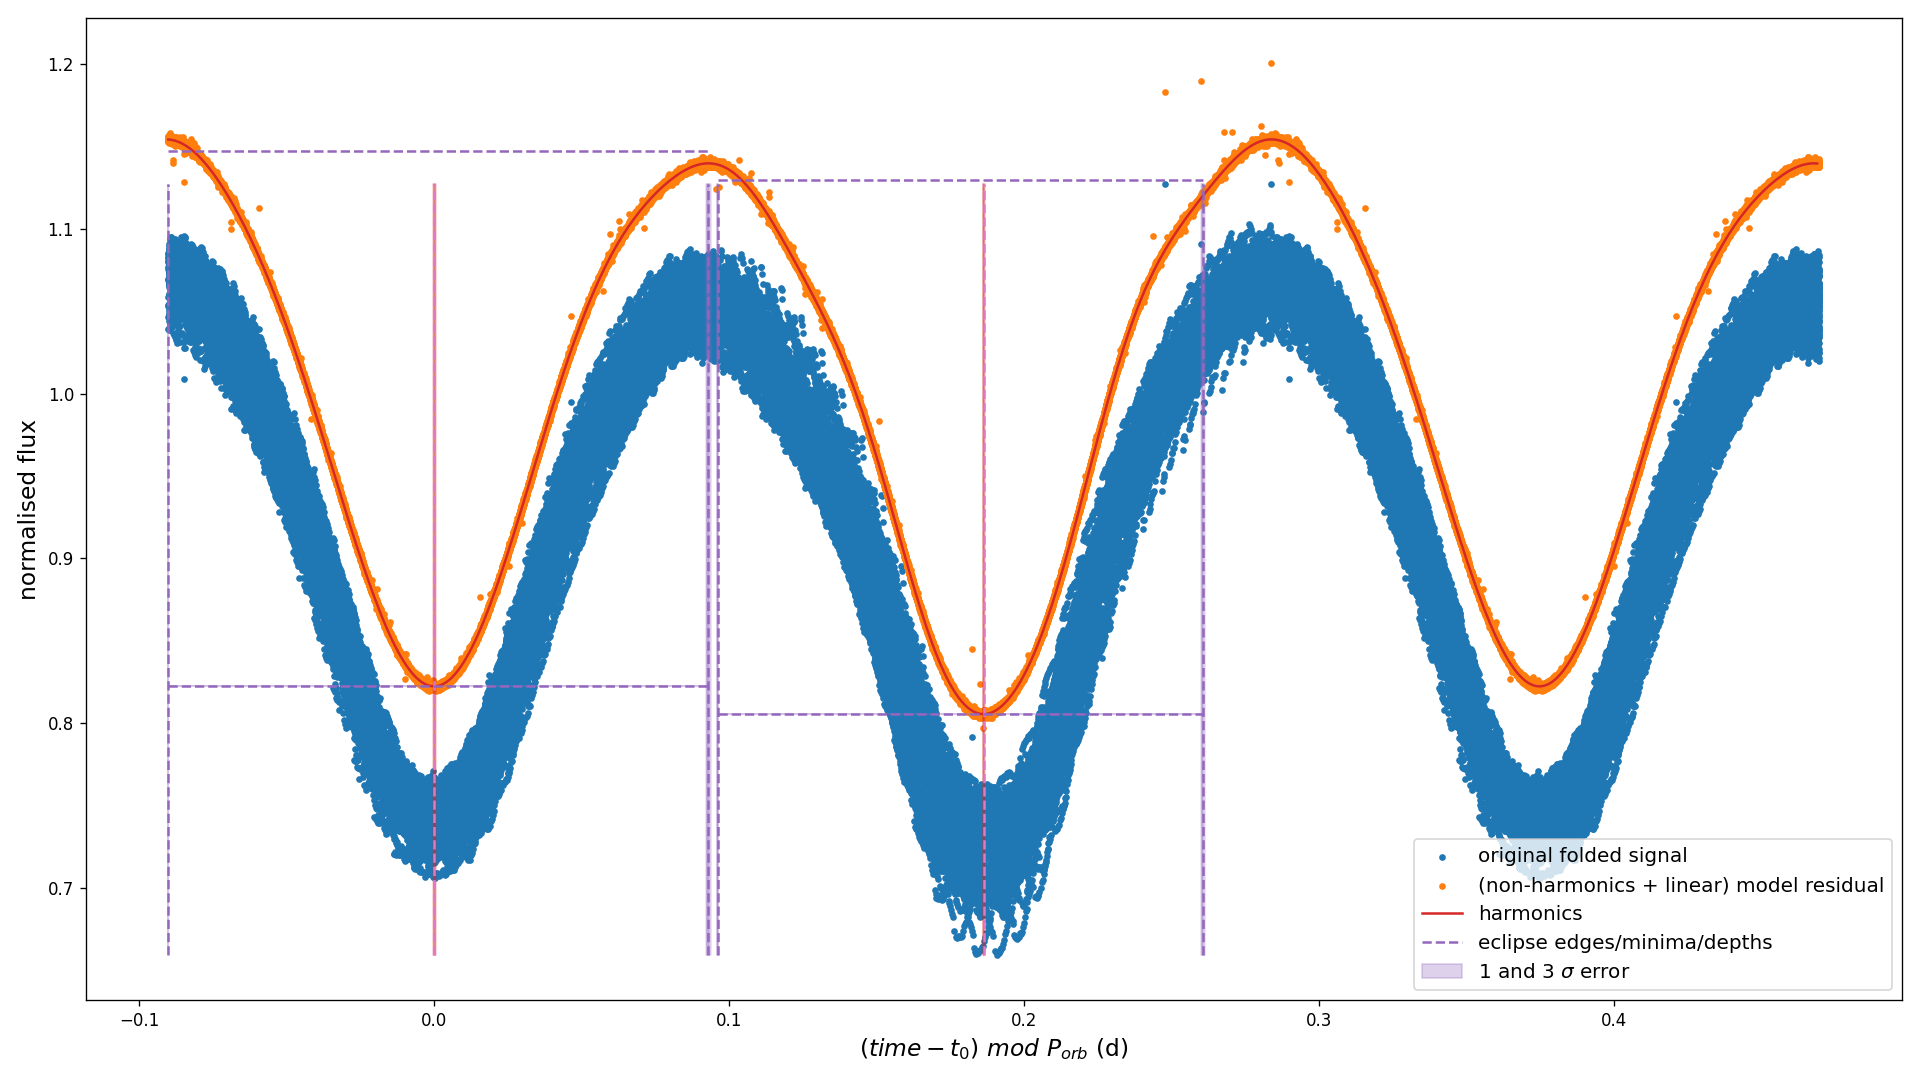 1.2
1.1
1.0
0.9
0.8
0.7
normalised flux
−0.1
0.0
0.1
0.2
0.3
0.4
(time − t₀) mod Pₒᵣb (d)
original folded signal
(non-harmonics + linear) model residual
harmonics
eclipse edges/minima/depths
1 and 3 σ error